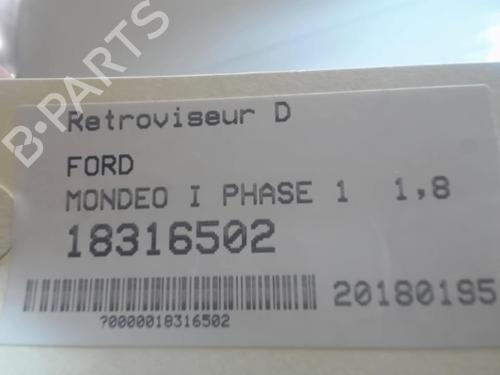 B-PARTS
Retroviseur D
FORD
MONDEO I PHASE 1 1,8
18316502
20180195
?0000018316502